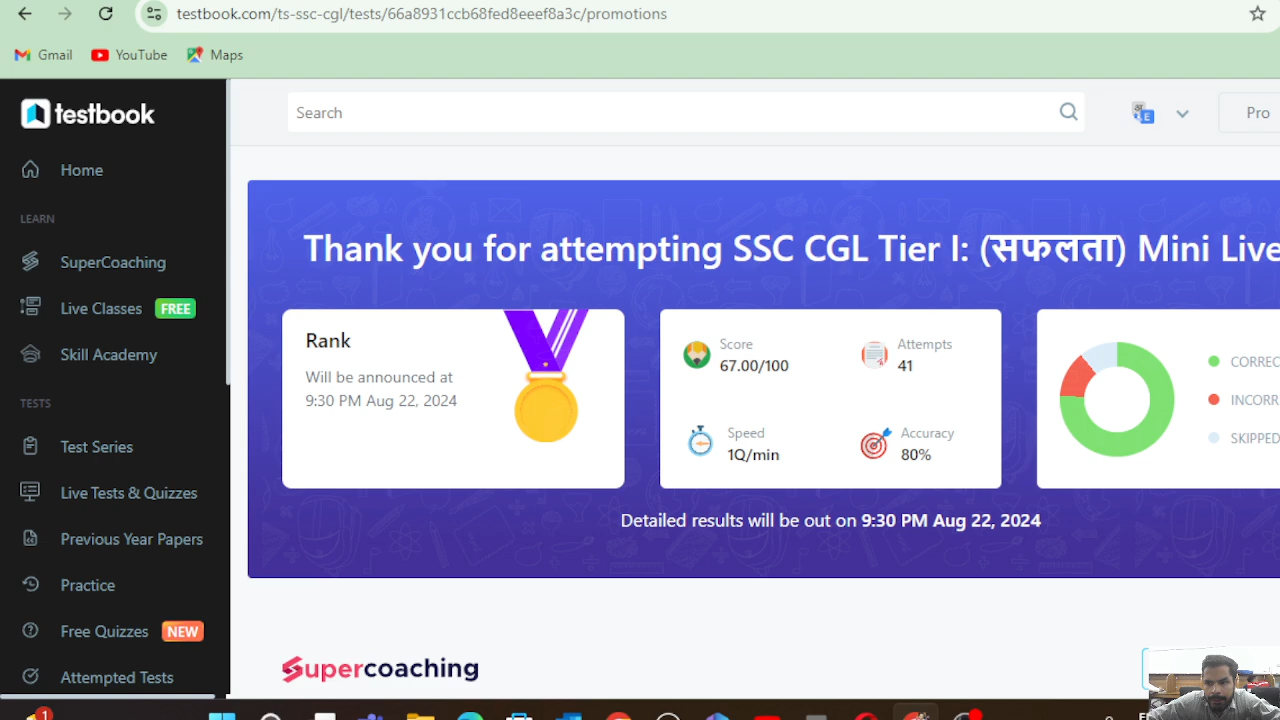 testbook.com/ts-ssc-cgl/tests/66a8931ccb68fed8eeef8a3c/promotions
Gmail YouTube Maps
testbook
Search
Pro
Home
LEARN
SuperCoaching
Live Classes FREE
Skill Academy
TESTS
Test Series
Live Tests & Quizzes
Previous Year Papers
Practice
Free Quizzes NEW
Attempted Tests
Thank you for attempting SSC CGL Tier I: (सफलता) Mini Live
Rank
Will be announced at
9:30 PM Aug 22, 2024
Score
67.00/100
Attempts
41
Speed
1Q/min
Accuracy
80%
CORREC
INCORR
SKIPPED
Detailed results will be out on 9:30 PM Aug 22, 2024
Supercoaching
1